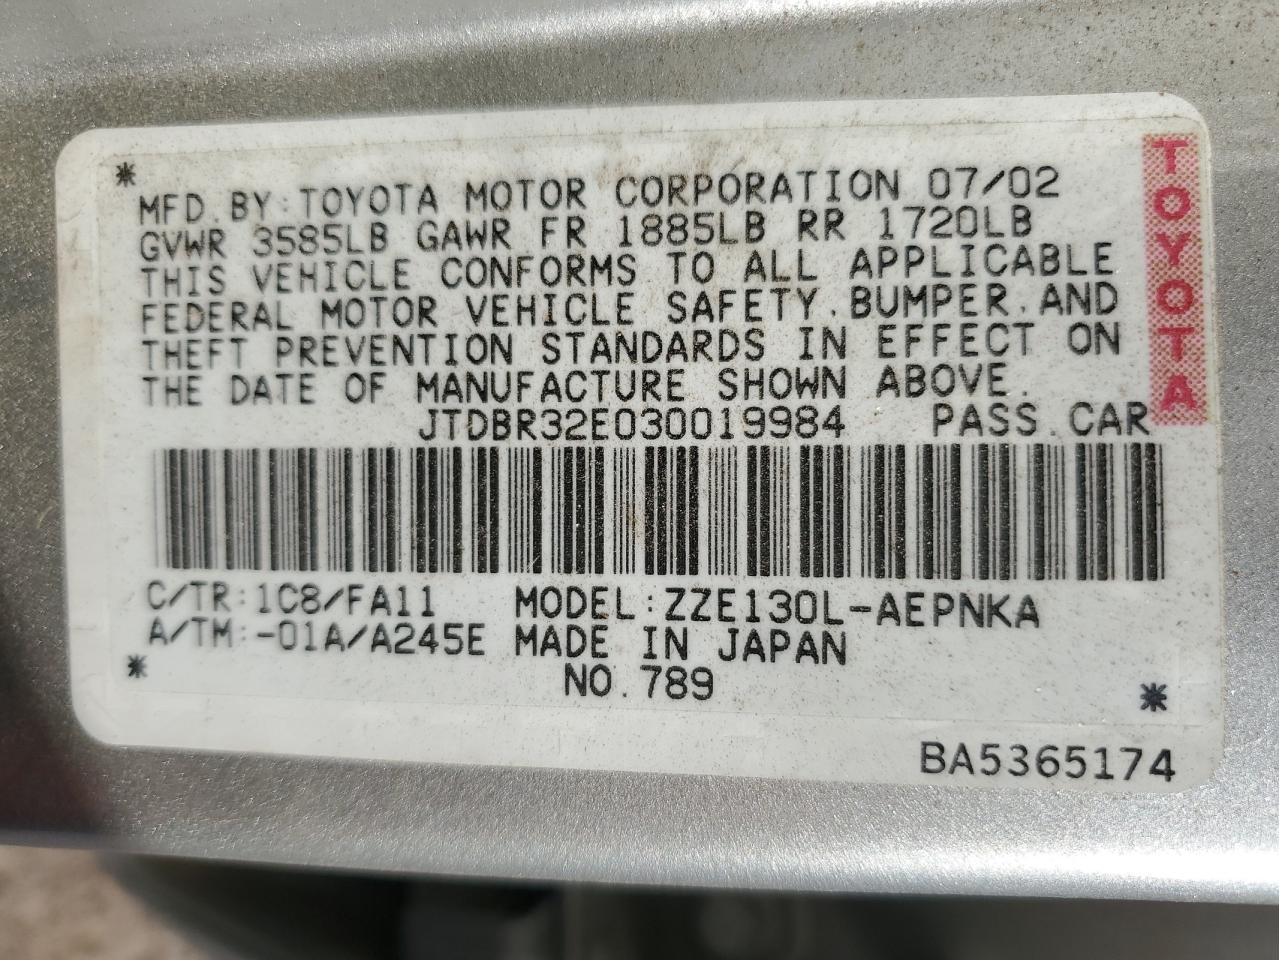 MFD. BY: TOYOTA MOTOR CORPORATION 07/02
GVWR 3585LB GAWR FR 1885LB RR 1720LB
THIS VEHICLE CONFORMS TO ALL APPLICABLE
FEDERAL MOTOR VEHICLE SAFETY, BUMPER, AND
THEFT PREVENTION STANDARDS IN EFFECT ON
THE DATE OF MANUFACTURE SHOWN ABOVE.
JTDBR32E030019984 PASS. CAR
C/TR: 1C8/FA11 MODEL: ZZE130L-AEPNKA
A/TM: -01A/A245E MADE IN JAPAN
NO. 789
BA5365174
TOYOTA